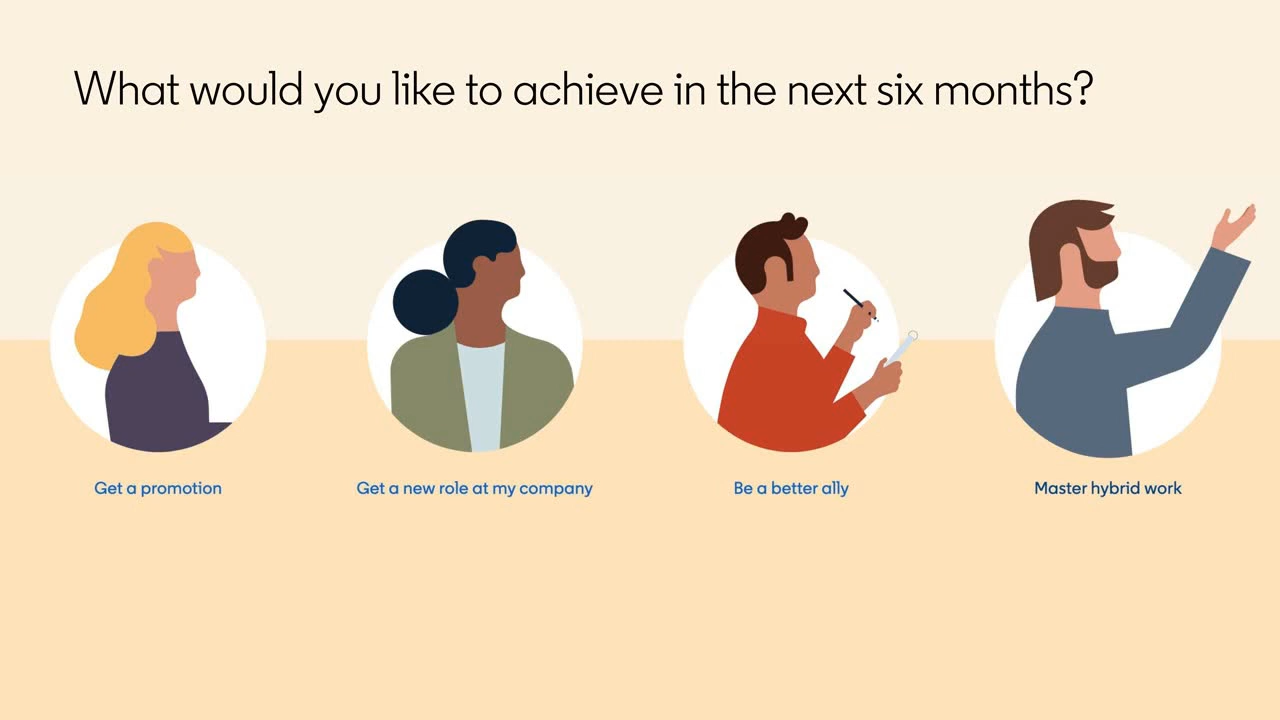 What would you like to achieve in the next six months?
Get a promotion
Get a new role at my company
Be a better ally
Master hybrid work